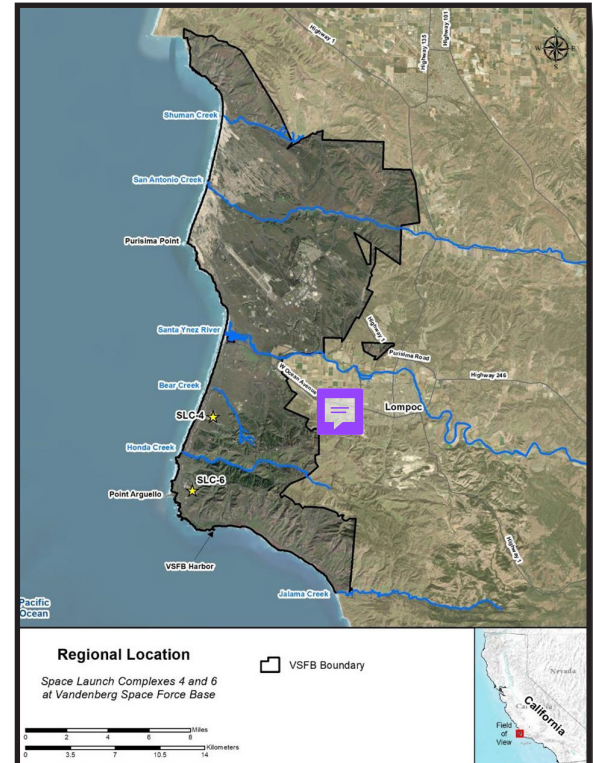 Highway 1
Highway 135
Highway 101
W
E
Shuman Creek
San Antonio Creek
Purisima Point
Santa Ynez River
Highway 1
Purisima Road
Highway 246
W Ocean Avenue
Bear Creek
Lompoc
SLC-4
Honda Creek
SLC-6
Point Arguello
Highway 1
VSFB Harbor
Jalama Creek
Pacific
Ocean
Regional Location
Space Launch Complexes 4 and 6
at Vandenberg Space Force Base
VSFB Boundary
Nevada
California
Field
of
View
0 2 4 6 8 Miles
0 3.5 7 10.5 14 Kilometers